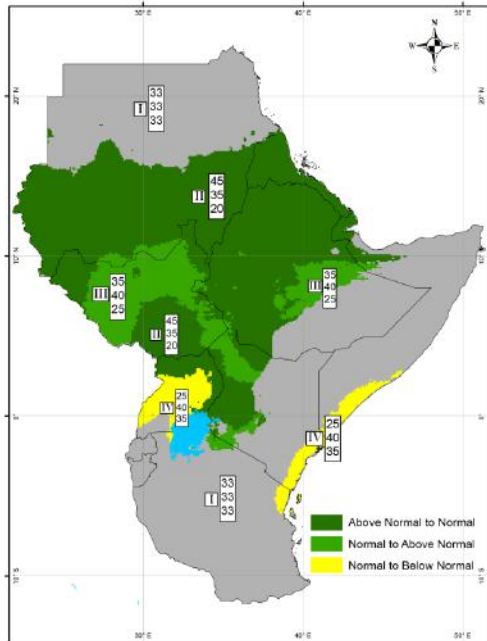 30° E
40° E
N
W E
S
20° N
I
33
33
33
II
45
35
20
10° N
III
35
40
25
III
35
40
25
II
45
35
20
IV
25
40
35
IV
25
40
35
I
33
33
33
Above Normal to Normal
Normal to Above Normal
Normal to Below Normal
10° S
30° E
40° E